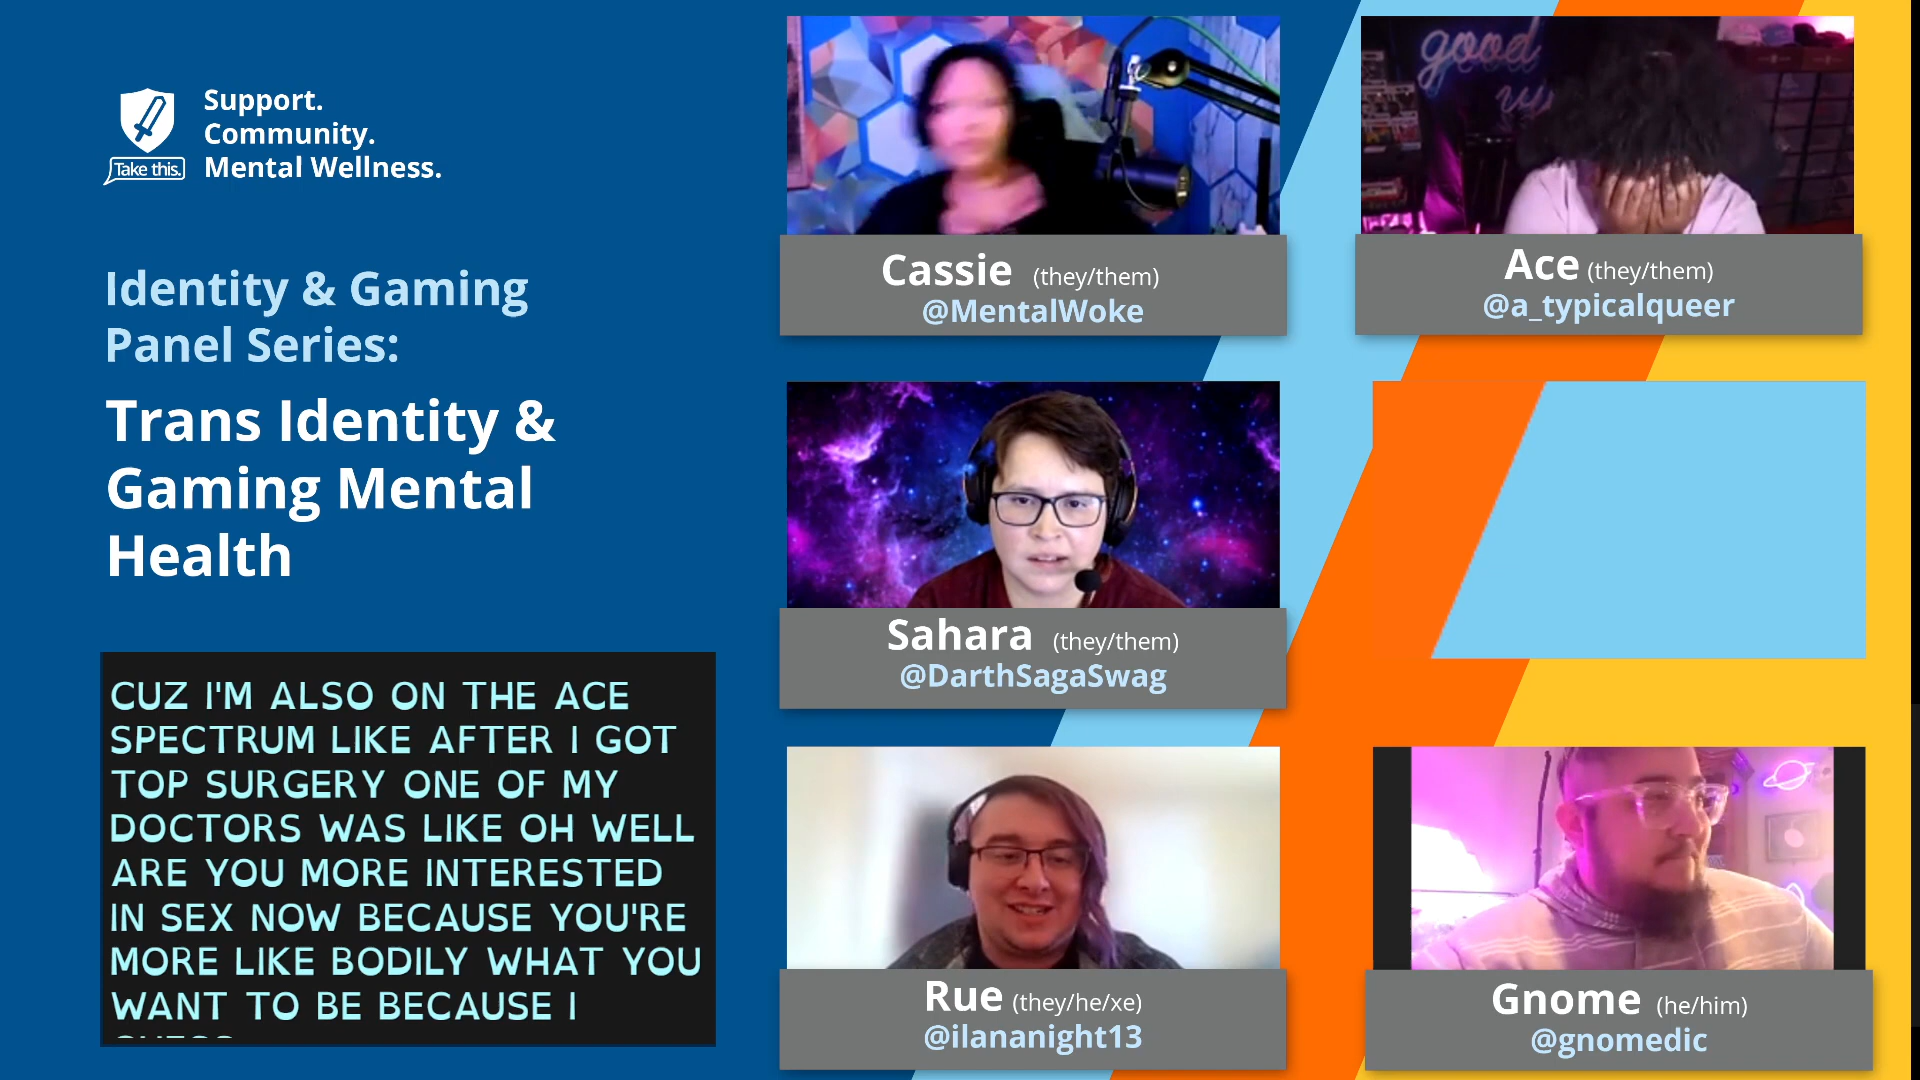 Support.
Community.
Mental Wellness.
Take this.
Identity & Gaming
Panel Series:
Trans Identity &
Gaming Mental
Health
CUZ I'M ALSO ON THE ACE
SPECTRUM LIKE AFTER I GOT
TOP SURGERY ONE OF MY
DOCTORS WAS LIKE OH WELL
ARE YOU MORE INTERESTED
IN SEX NOW BECAUSE YOU'RE
MORE LIKE BODILY WHAT YOU
WANT TO BE BECAUSE I
Cassie (they/them)
@MentalWoke
good
Ace (they/them)
@a_typicalqueer
Sahara (they/them)
@DarthSagaSwag
Rue (they/he/xe)
@ilananight13
Gnome (he/him)
@gnomedic